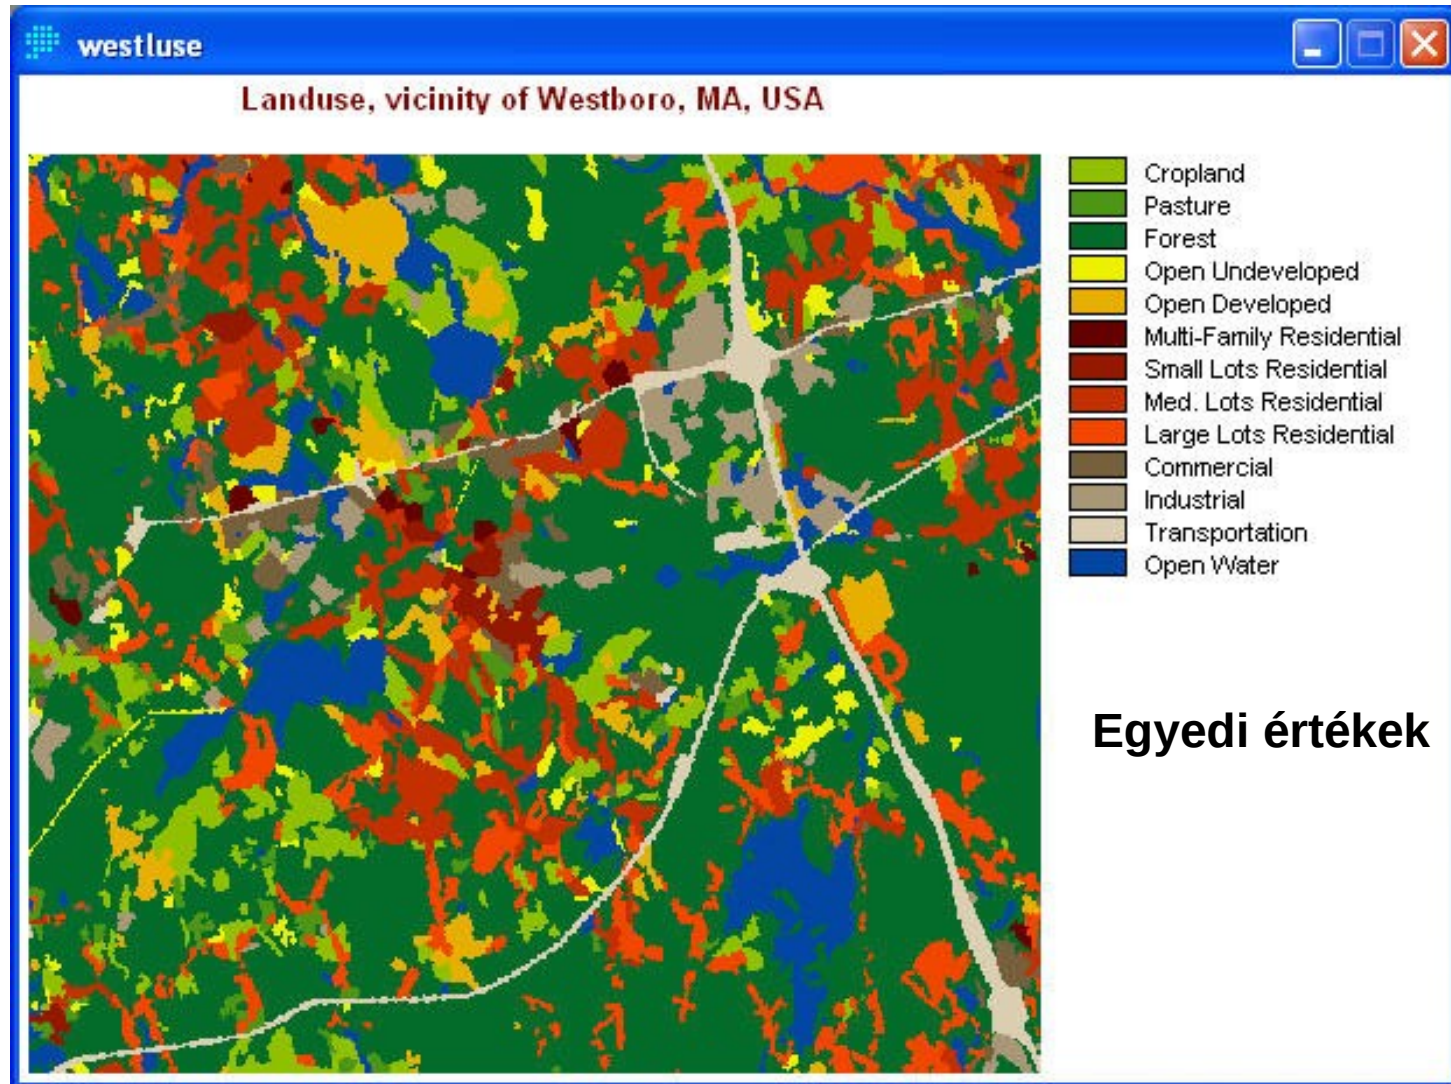 westluse
Landuse, vicinity of Westboro, MA, USA
Cropland
Pasture
Forest
Open Undeveloped
Open Developed
Multi-Family Residential
Small Lots Residential
Med. Lots Residential
Large Lots Residential
Commercial
Industrial
Transportation
Open Water
Egyedi értékek